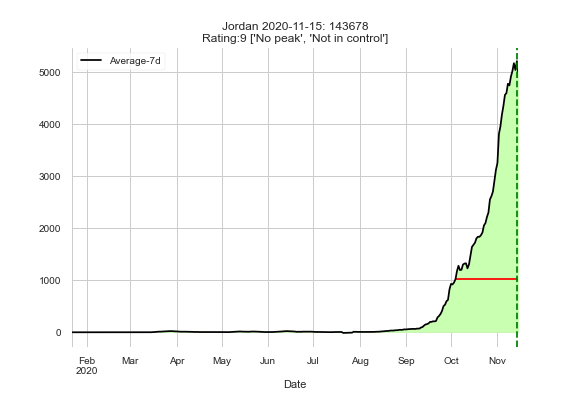 Jordan 2020-11-15: 143678
Rating:9 ['No peak', 'Not in control']
Average-7d
5000
4000
3000
2000
1000
0
Feb Mar Apr May Jun Jul Aug Sep Oct Nov
2020
Date